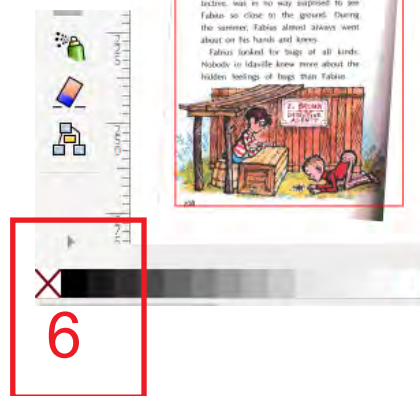 tective, was in no way surprised to see
Fabius so close to the ground. During
the summer, Fabius almost always went
about on his hands and knees.
Fabius looked for bugs of all kinds.
Nobody in Idaville knew more about the
hidden feelings of bugs than Fabius.
BROWN
DETECTIVE
AGENCY
6